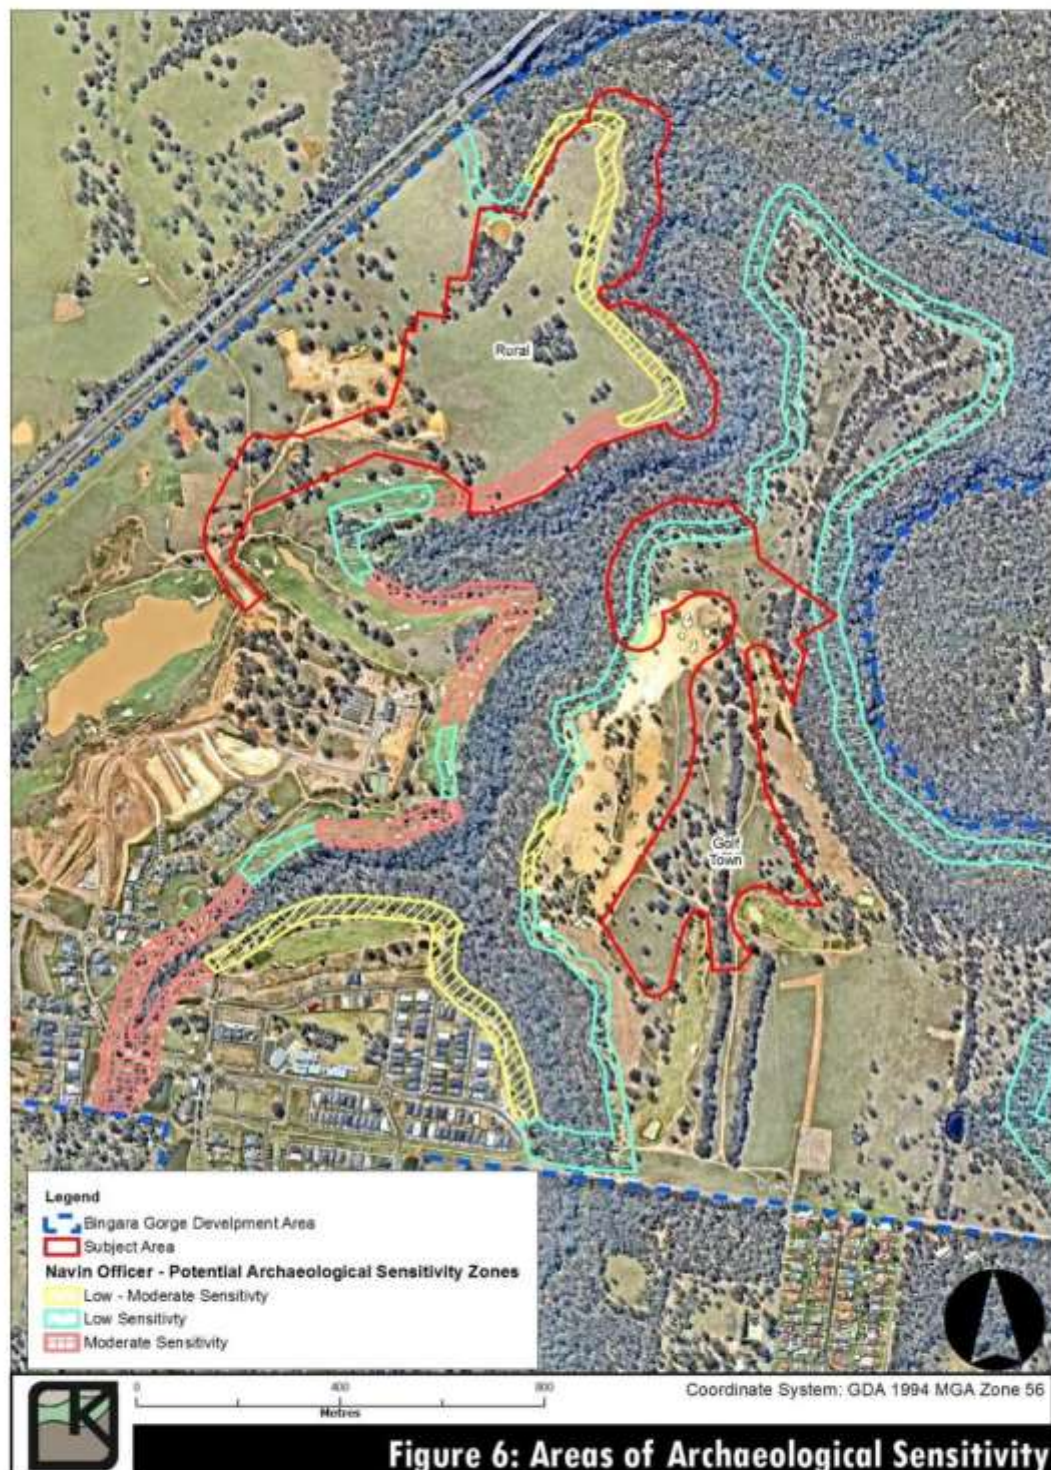 Rural
Golf
Town
Legend
Bingara Gorge Develpment Area
Subject Area
Navin Officer - Potential Archaeological Sensitivity Zones
Low - Moderate Sensitivity
Low Sensitivty
Moderate Sensitivity
0 400 800
Metres
Coordinate System: GDA 1994 MGA Zone 56
K
Figure 6: Areas of Archaeological Sensitivity